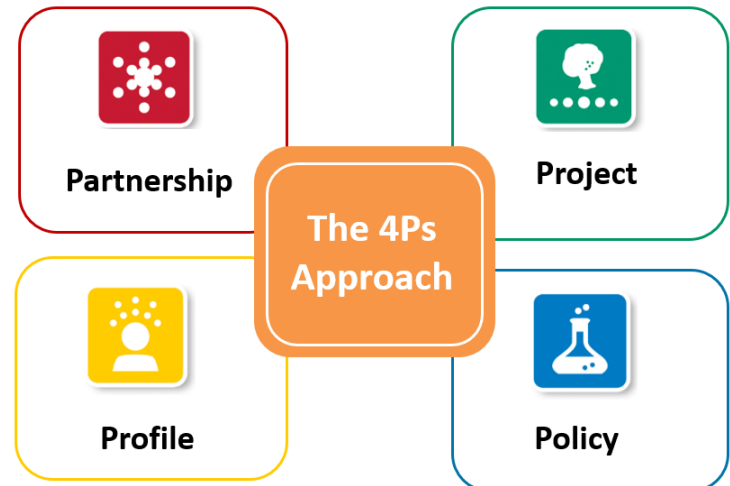 Partnership
Project
The 4Ps
Approach
Profile
Policy